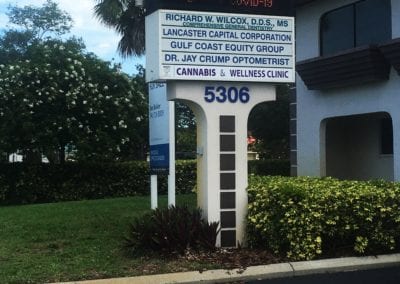 COVID-19
RICHARD W. WILCOX, D.D.S., MS
COMPREHENSIVE GENERAL DENTISTRY
LANCASTER CAPITAL CORPORATION
GULF COAST EQUITY GROUP
DR. JAY CRUMP OPTOMETRIST
CANNABIS & WELLNESS CLINIC
5306